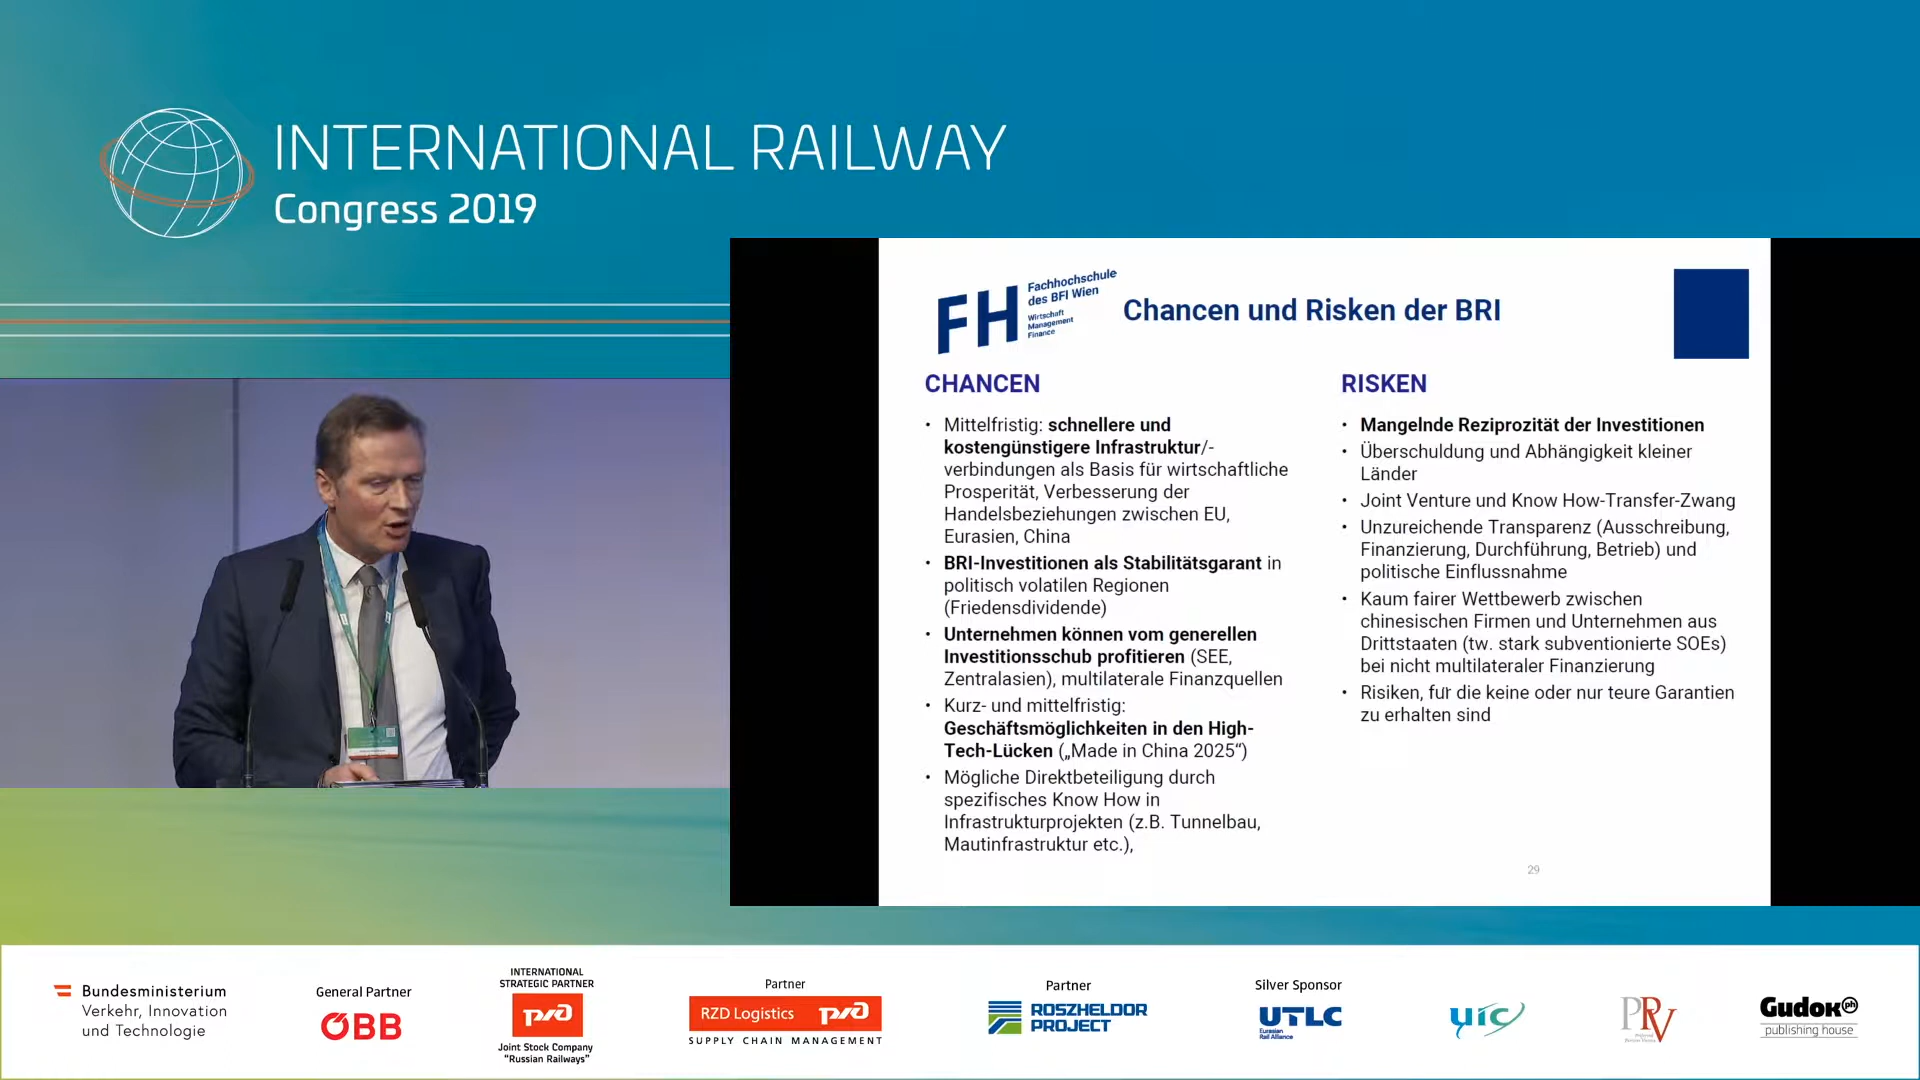 INTERNATIONAL RAILWAY
Congress 2019
FH
Fachhochschule
des BFI Wien
Wirtschaft
Management
Finance
Chancen und Risken der BRI
CHANCEN
• Mittelfristig: schnellere und
kostengünstigere Infrastruktur/-
verbindungen als Basis für wirtschaftliche
Prosperität, Verbesserung der
Handelsbeziehungen zwischen EU,
Eurasien, China
• BRI-Investitionen als Stabilitätsgarant in
politisch volatilen Regionen
(Friedensdividende)
• Unternehmen können vom generellen
Investitionsschub profitieren (SEE,
Zentralasien), multilaterale Finanzquellen
• Kurz- und mittelfristig:
Geschäftsmöglichkeiten in den High-
Tech-Lücken („Made in China 2025“)
• Mögliche Direktbeteiligung durch
spezifisches Know How in
Infrastrukturprojekten (z.B. Tunnelbau,
Mautinfrastruktur etc.),
RISKEN
• Mangelnde Reziprozität der Investitionen
• Überschuldung und Abhängigkeit kleiner
Länder
• Joint Venture und Know How-Transfer-Zwang
• Unzureichende Transparenz (Ausschreibung,
Finanzierung, Durchführung, Betrieb) und
politische Einflussnahme
• Kaum fairer Wettbewerb zwischen
chinesischen Firmen und Unternehmen aus
Drittstaaten (tw. stark subventionierte SOEs)
bei nicht multilateraler Finanzierung
• Risiken, für die keine oder nur teure Garantien
zu erhalten sind
29
Bundesministerium
Verkehr, Innovation
und Technologie
General Partner
ÖBB
INTERNATIONAL
STRATEGIC PARTNER
Joint Stock Company
"Russian Railways"
Partner
RZD Logistics
SUPPLY CHAIN MANAGEMENT
Partner
ROSZHELDOR
PROJECT
Silver Sponsor
UTLC
Eurasian
Rail Alliance
uic
PRV
Gudok ph
publishing house